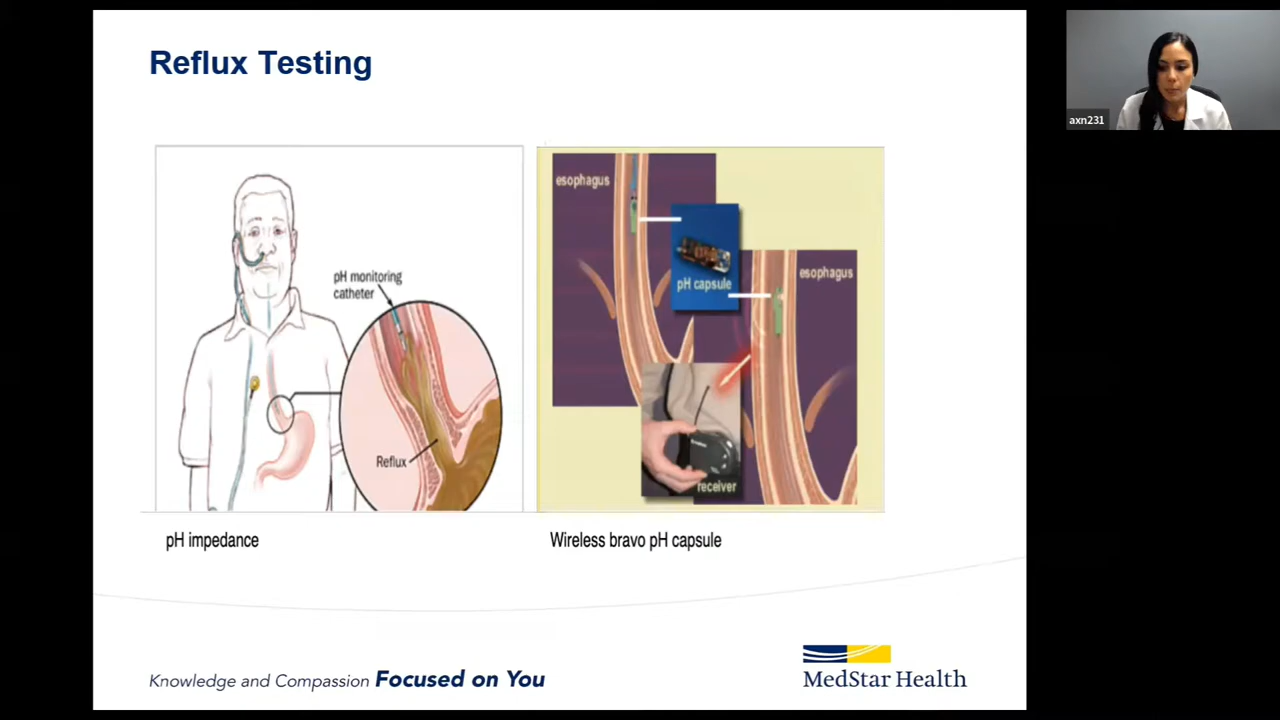 Reflux Testing
axn231
pH monitoring
catheter
Reflux
esophagus
pH capsule
esophagus
receiver
pH impedance
Wireless bravo pH capsule
Knowledge and Compassion Focused on You
MedStar Health